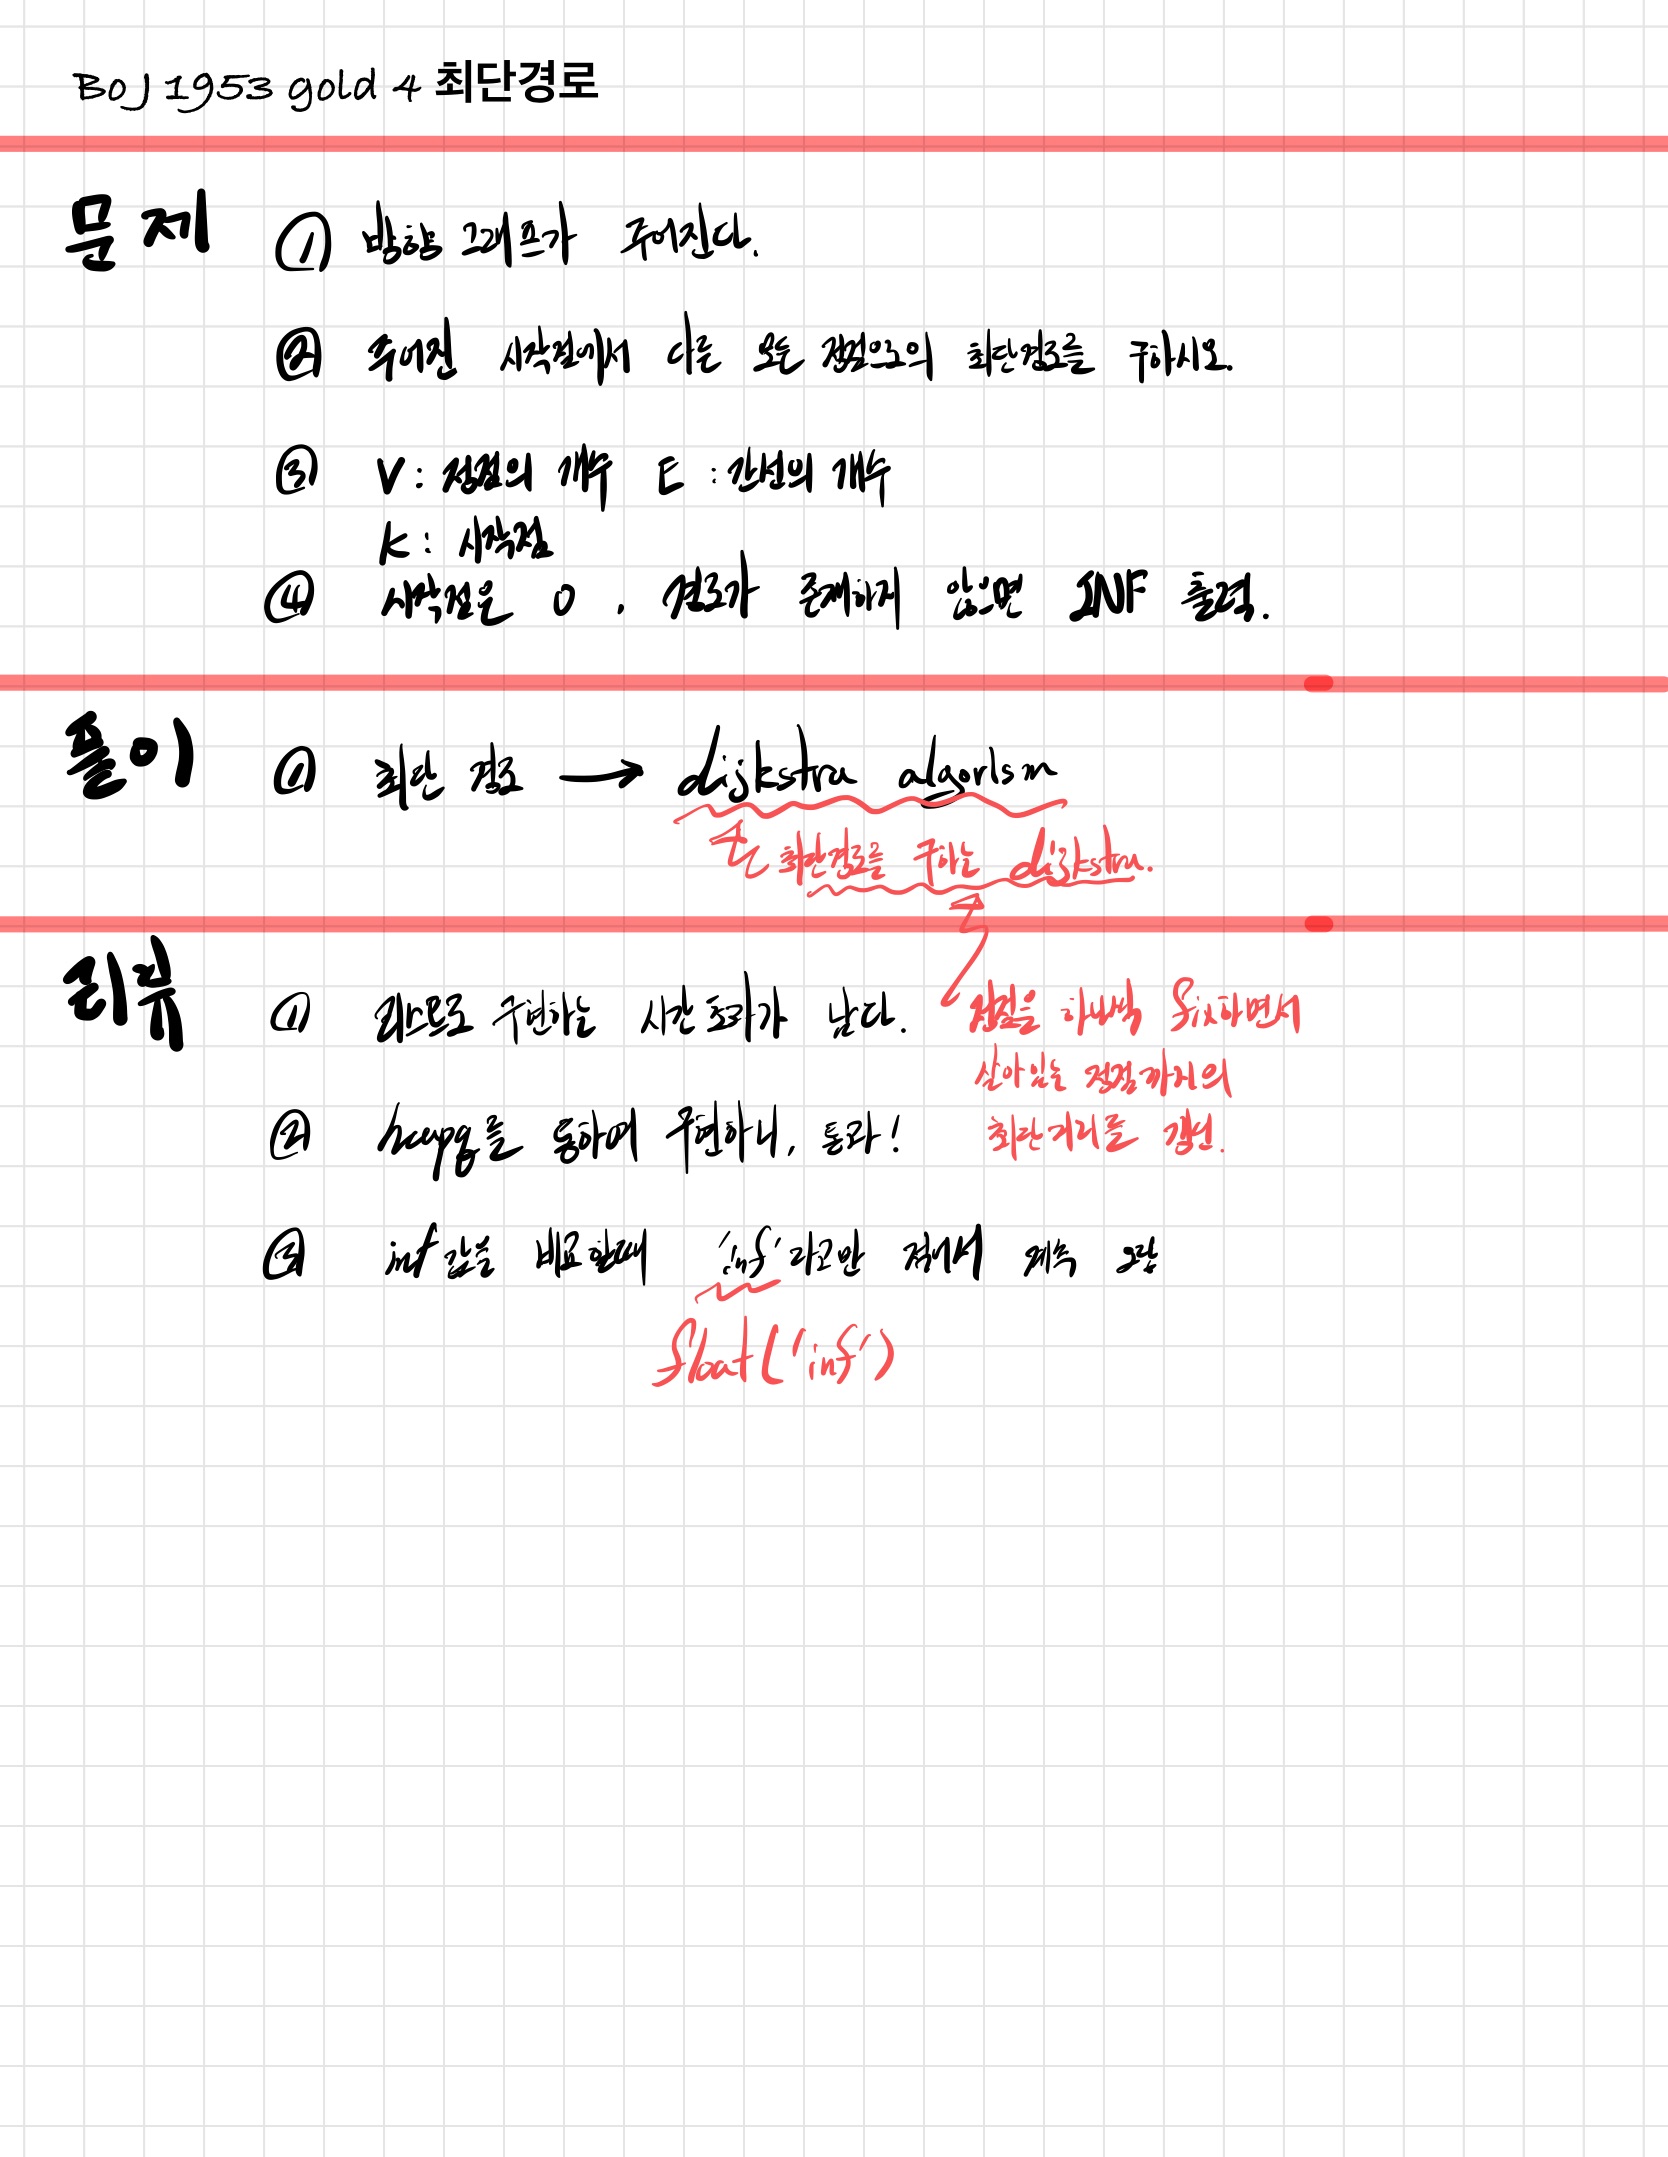 BOJ 1953 gold 4 최단경로
문제
① 방향 그래프가 주어진다.
② 주어진 시작점에서 다른 모든 정점으로의 최단경로를 구하시오.
③ V : 정점의 개수 E : 간선의 개수
K : 시작점
④ 시작점은 0 , 경로가 존재하지 않으면 INF 출력.
풀이
① 최단 경로 → dijkstra algorism
최단경로를 구하는 dijkstra.
리뷰
① 리스트로 구현하는 시간 초과가 났다.
정점을 하나씩 fix하면서
살아있는 정점까지의
② heapq를 통하여 구현하니, 통과!
최단거리를 갱신.
③ inf 값을 비교할때 'inf'라고만 적어서 계속
float('inf')